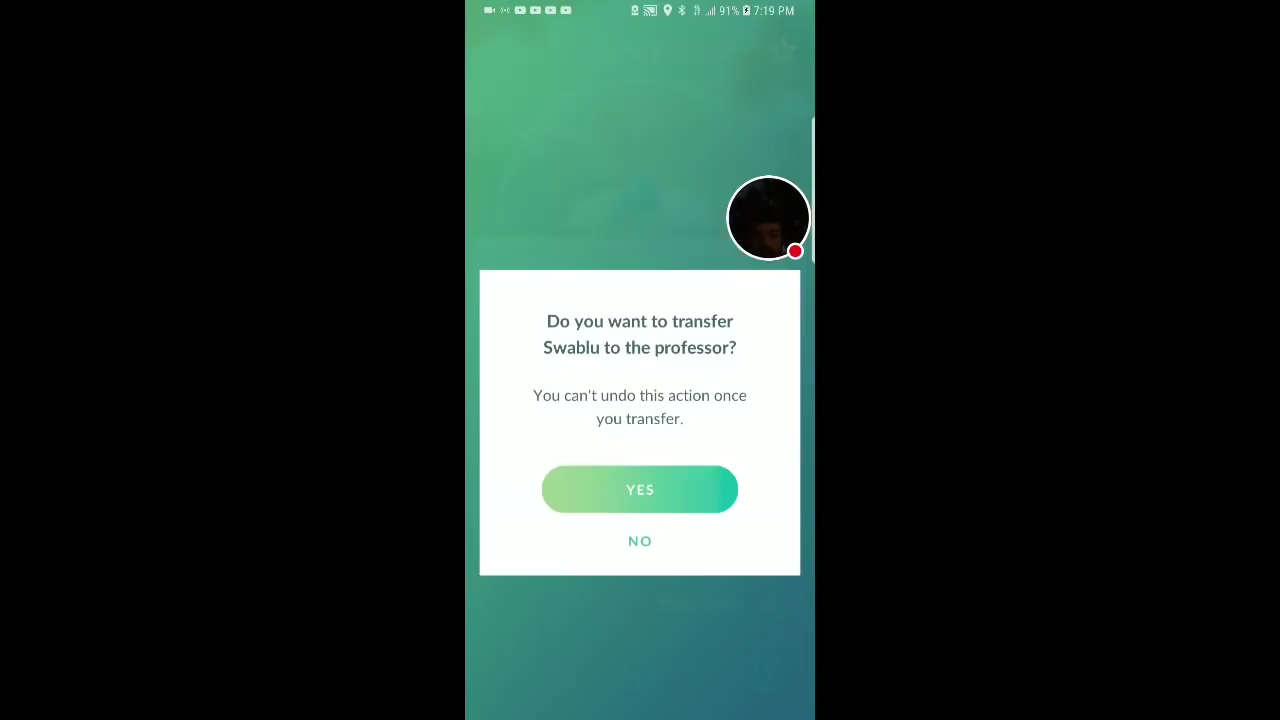 91% 7:19 PM
Do you want to transfer
Swablu to the professor?
You can't undo this action once
you transfer.
YES
NO